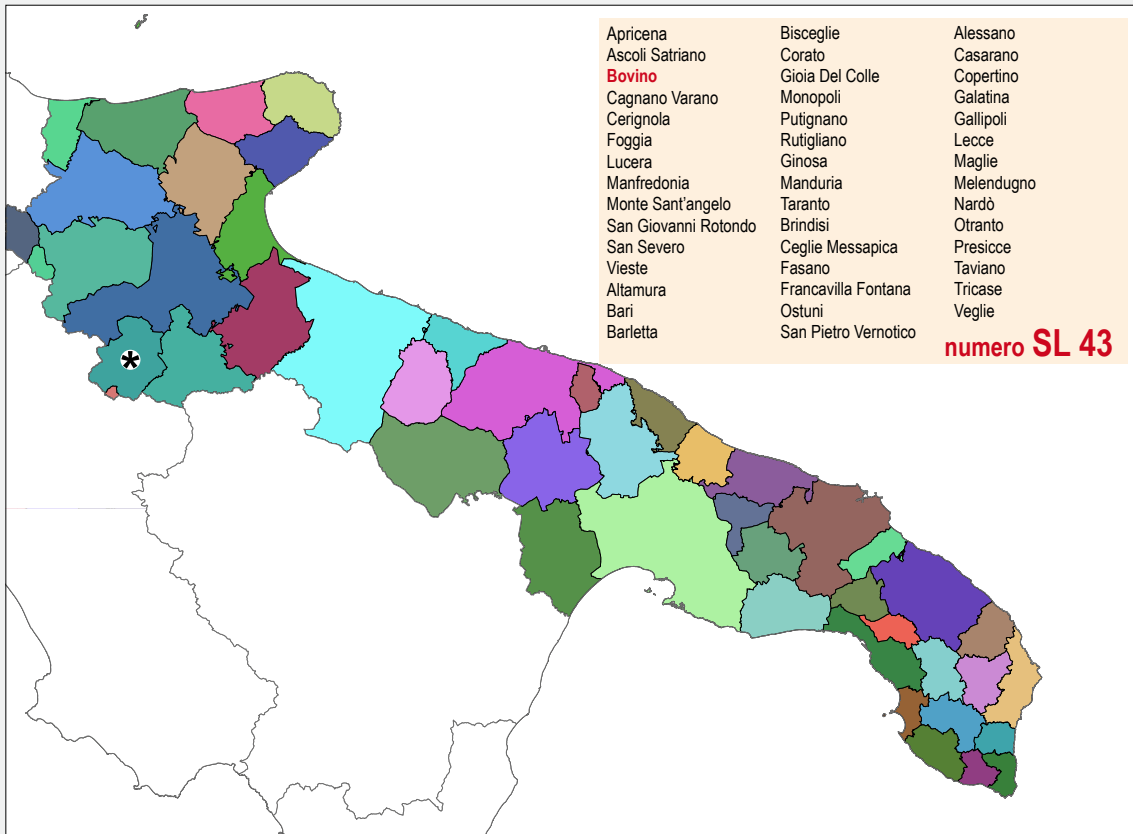 Apricena
Ascoli Satriano
Bovino
Cagnano Varano
Cerignola
Foggia
Lucera
Manfredonia
Monte Sant'angelo
San Giovanni Rotondo
San Severo
Vieste
Altamura
Bari
Barletta
Bisceglie
Corato
Gioia Del Colle
Monopoli
Putignano
Rutigliano
Ginosa
Manduria
Taranto
Brindisi
Ceglie Messapica
Fasano
Francavilla Fontana
Ostuni
San Pietro Vernotico
Alessano
Casarano
Copertino
Galatina
Gallipoli
Lecce
Maglie
Melendugno
Nardò
Otranto
Presicce
Taviano
Tricase
Veglie
numero SL 43
*